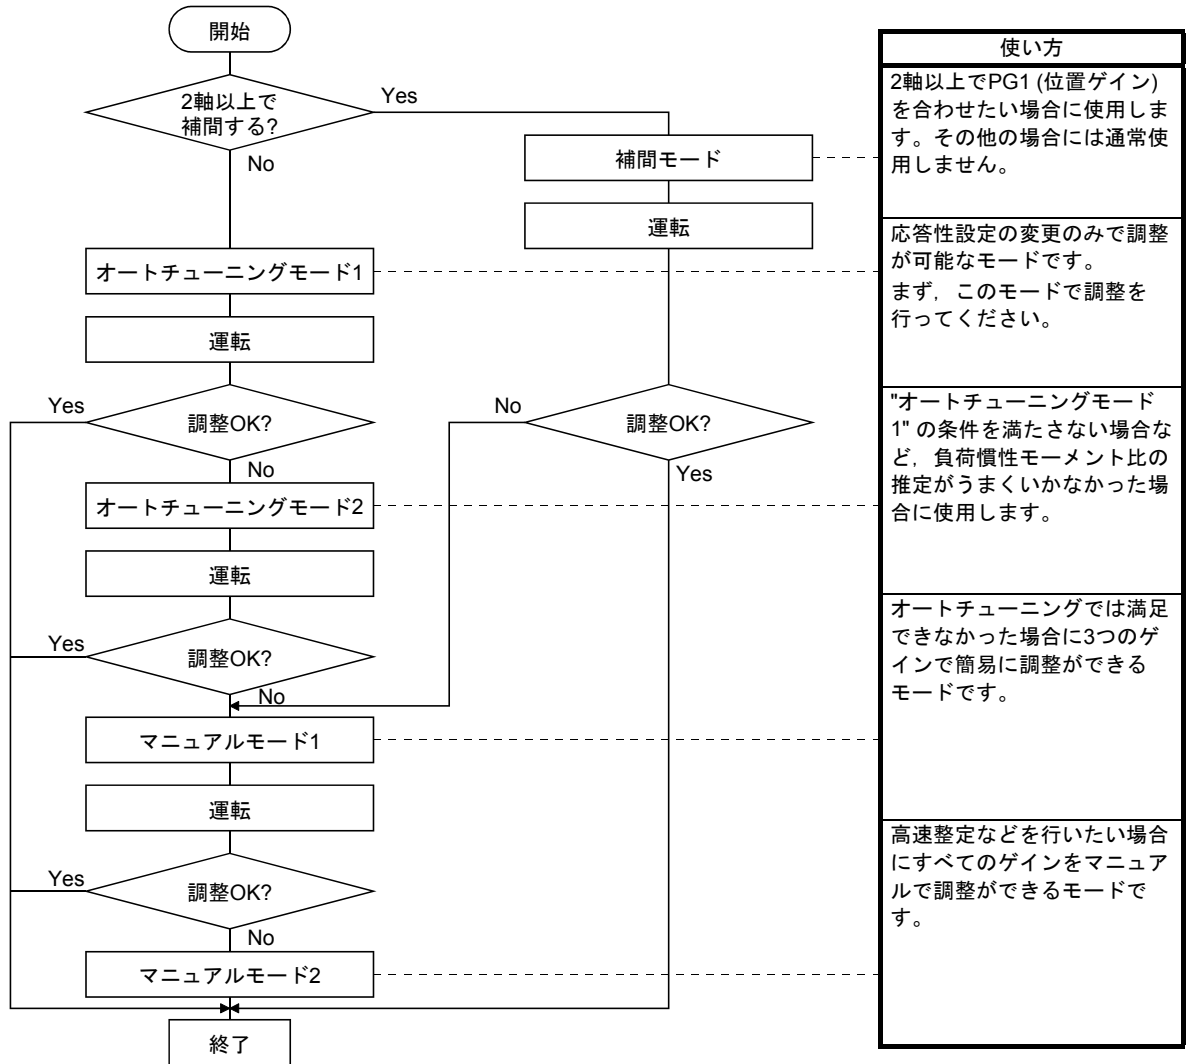 開始
2軸以上で
補間する?
Yes
No
補間モード
運転
オートチューニングモード1
運転
Yes
調整OK?
No
No
調整OK?
Yes
オートチューニングモード2
運転
Yes
調整OK?
No
マニュアルモード1
運転
Yes
調整OK?
No
マニュアルモード2
終了
使い方
2軸以上でPG1 (位置ゲイン)
を合わせたい場合に使用しま
す。その他の場合には通常使
用しません。
応答性設定の変更のみで調整
が可能なモードです。
まず，このモードで調整を
行ってください。
"オートチューニングモード
1" の条件を満たさない場合な
ど，負荷慣性モーメント比の
推定がうまくいかなかった場
合に使用します。
オートチューニングでは満足
できなかった場合に3つのゲ
インで簡易に調整ができる
モードです。
高速整定などを行いたい場合
にすべてのゲインをマニュア
ルで調整ができるモードで
す。